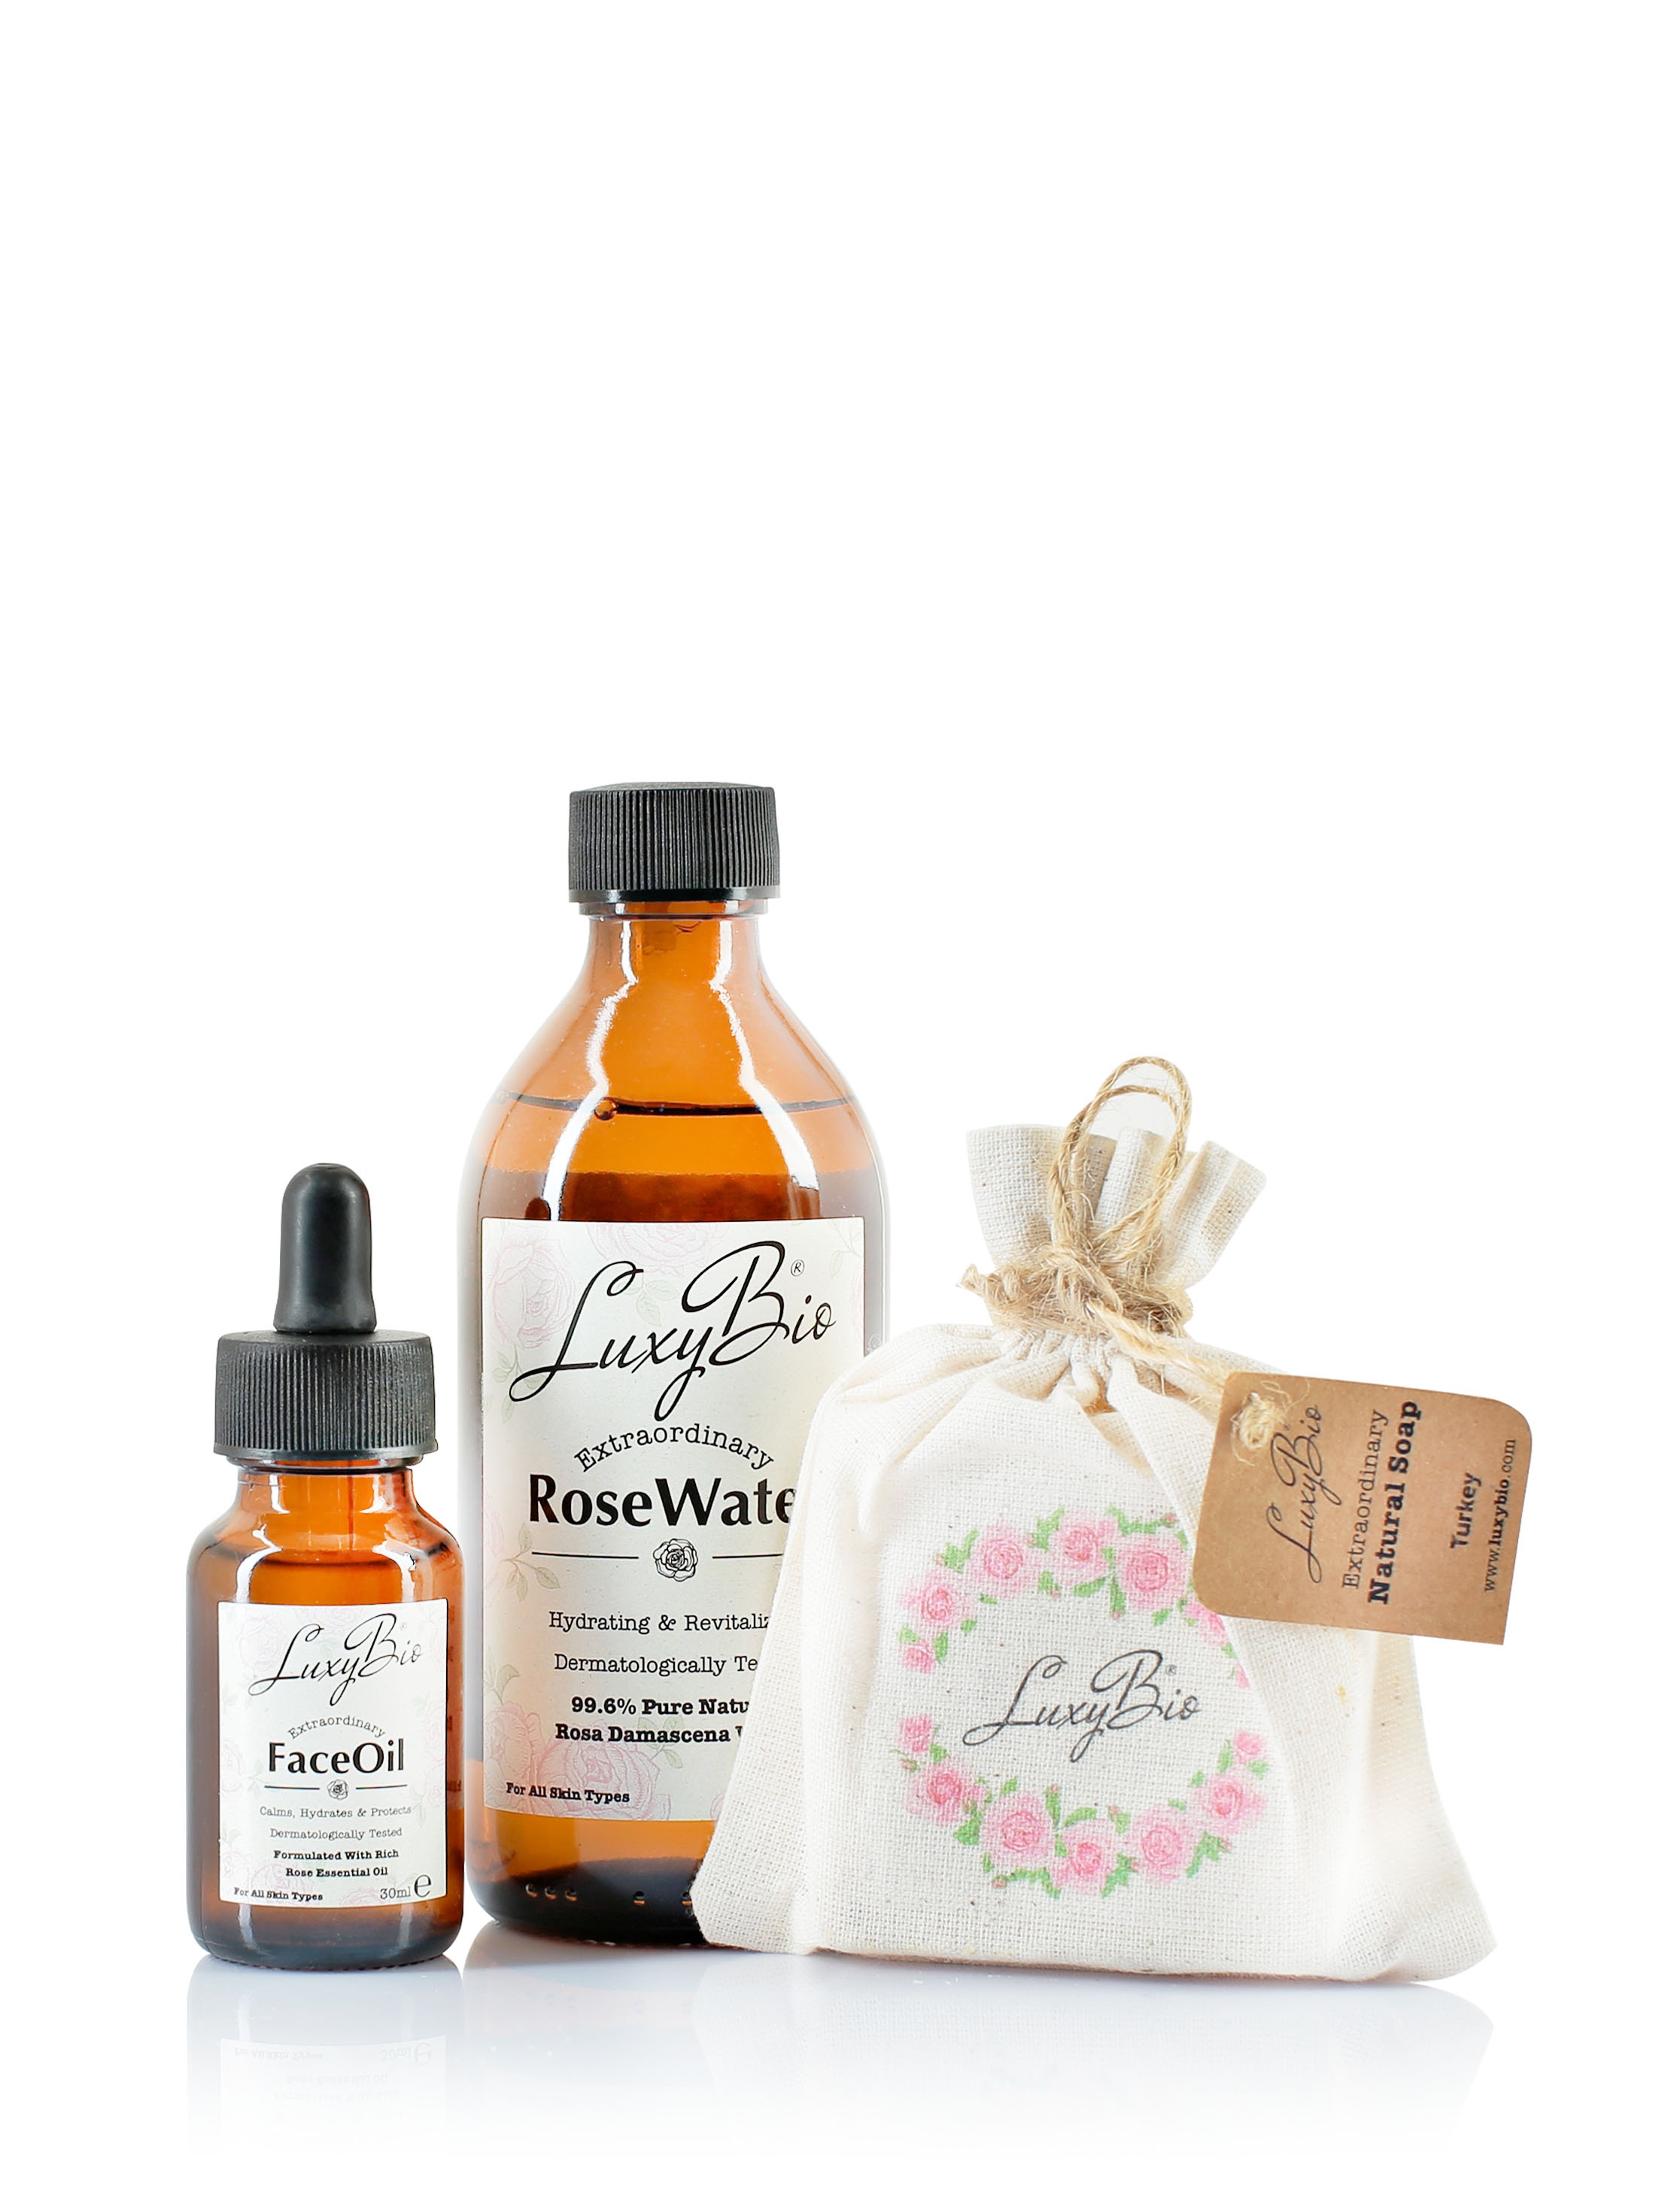 LuxyBio
Extraordinary
FaceOil
Calms, Hydrates & Protects
Dermatologically Tested
Formulated With Rich
Rose Essential Oil
For All Skin Types
30ml ℮
LuxyBio®
Extraordinary
RoseWate
Hydrating & Revitaliz
Dermatologically Te
99.6% Pure Natu
Rosa Damascena
For All Skin Types
LuxyBio®
LuxyBio
Extraordinary
Natural Soap
Turkey
www.luxybio.com